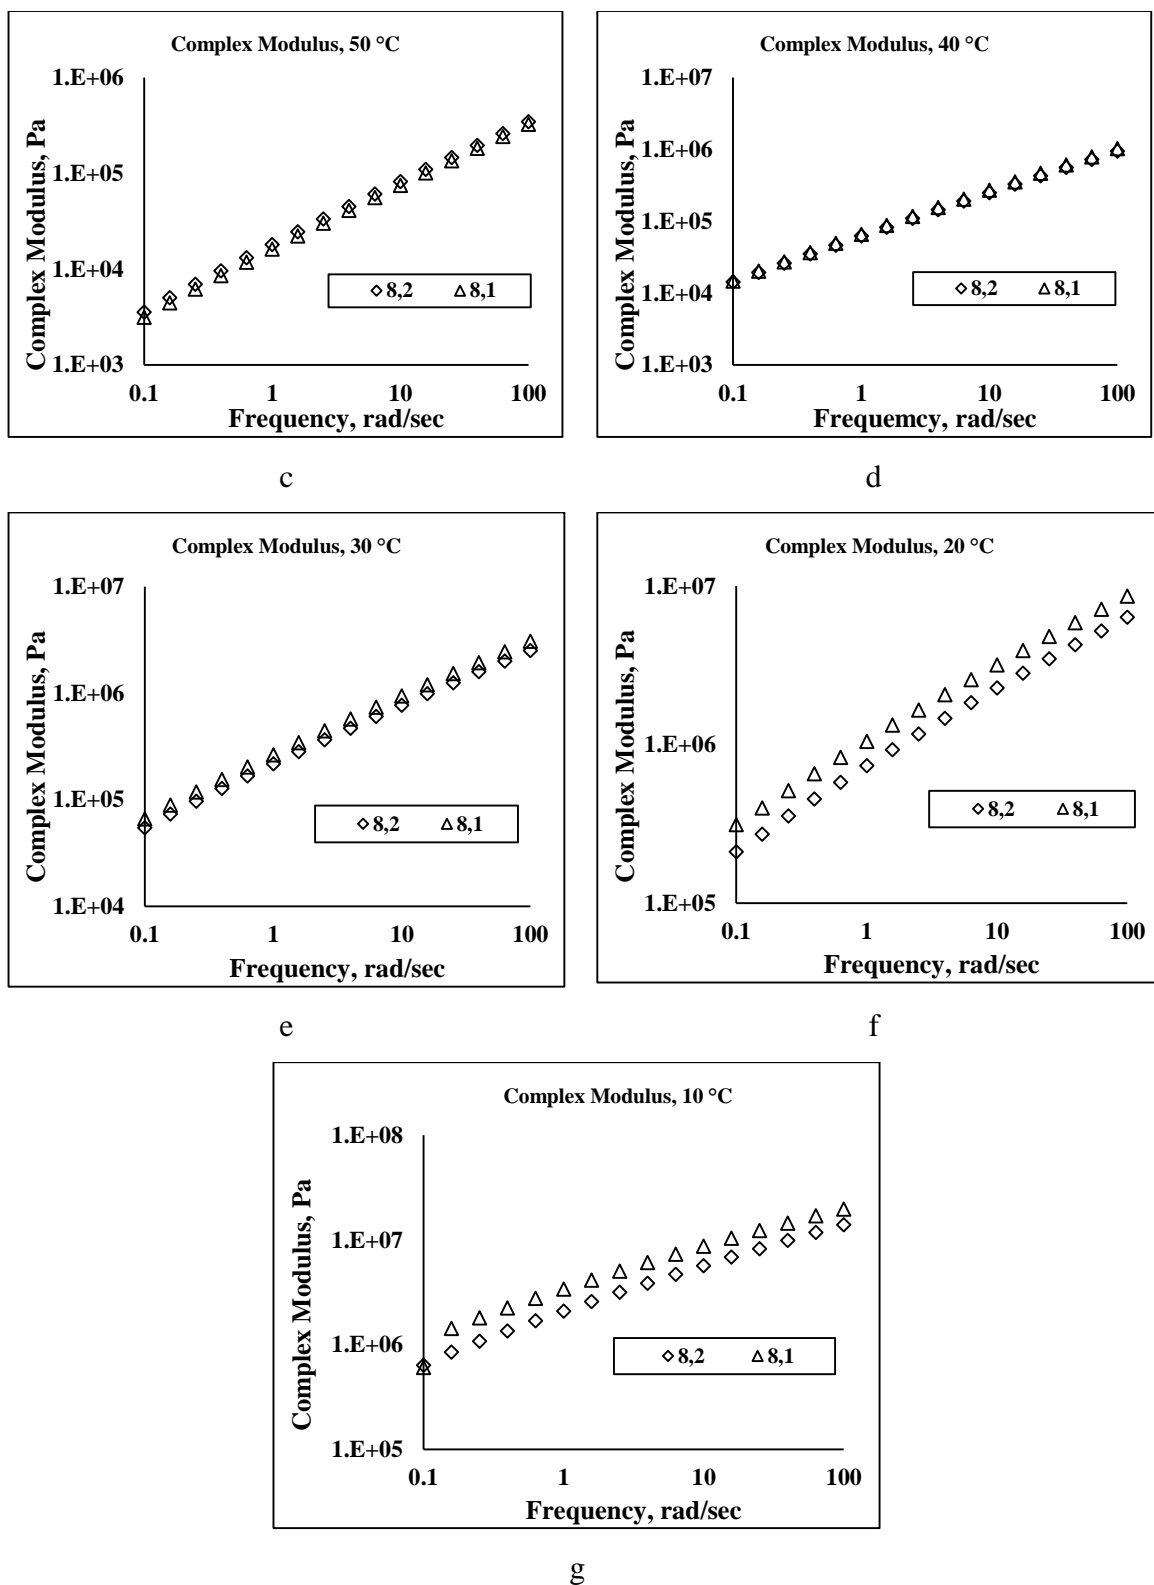 Complex Modulus, 50 °C
1.E+06
1.E+05
1.E+04
1.E+03
Complex Modulus, Pa
8,2 8,1
0.1 1 10 100
Frequency, rad/sec
c
Complex Modulus, 40 °C
1.E+07
1.E+06
1.E+05
1.E+04
1.E+03
Complex Modulus, Pa
8,2 8,1
0.1 1 10 100
Frequemcy, rad/sec
d
Complex Modulus, 30 °C
1.E+07
1.E+06
1.E+05
1.E+04
Complex Modulus, Pa
8,2 8,1
0.1 1 10 100
Frequency, rad/sec
e
Complex Modulus, 20 °C
1.E+07
1.E+06
1.E+05
Complex Modulus, Pa
8,2 8,1
0.1 1 10 100
Frequency, rad/sec
f
Complex Modulus, 10 °C
1.E+08
1.E+07
1.E+06
1.E+05
Complex Modulus, Pa
8,2 8,1
0.1 1 10 100
Frequency, rad/sec
g